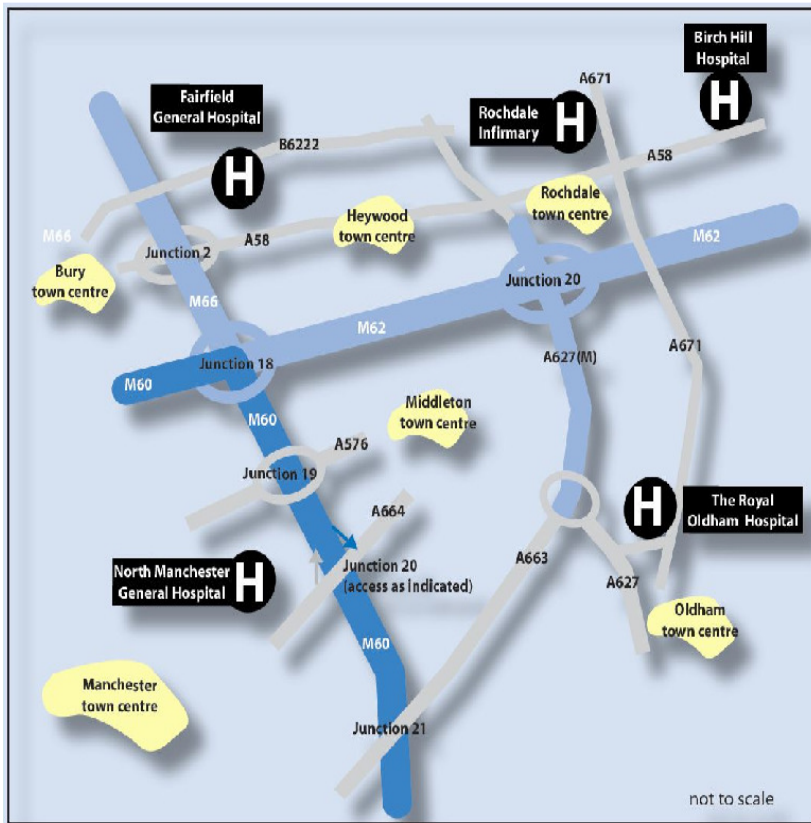 Birch Hill
Hospital
H
A671
Fairfield
General Hospital
H
Rochdale
Infirmary
H
B6222
A58
Rochdale
town centre
Heywood
town centre
M66
Junction 2
A58
M62
Bury
town centre
Junction 20
M66
M62
A671
A627(M)
Junction 18
M60
Middleton
town centre
M60
A576
Junction 19
A664
H
The Royal
Oldham Hospital
North Manchester
General Hospital
H
Junction 20
(access as indicated)
A663
A627
Oldham
town centre
M60
Manchester
town centre
Junction 21
not to scale